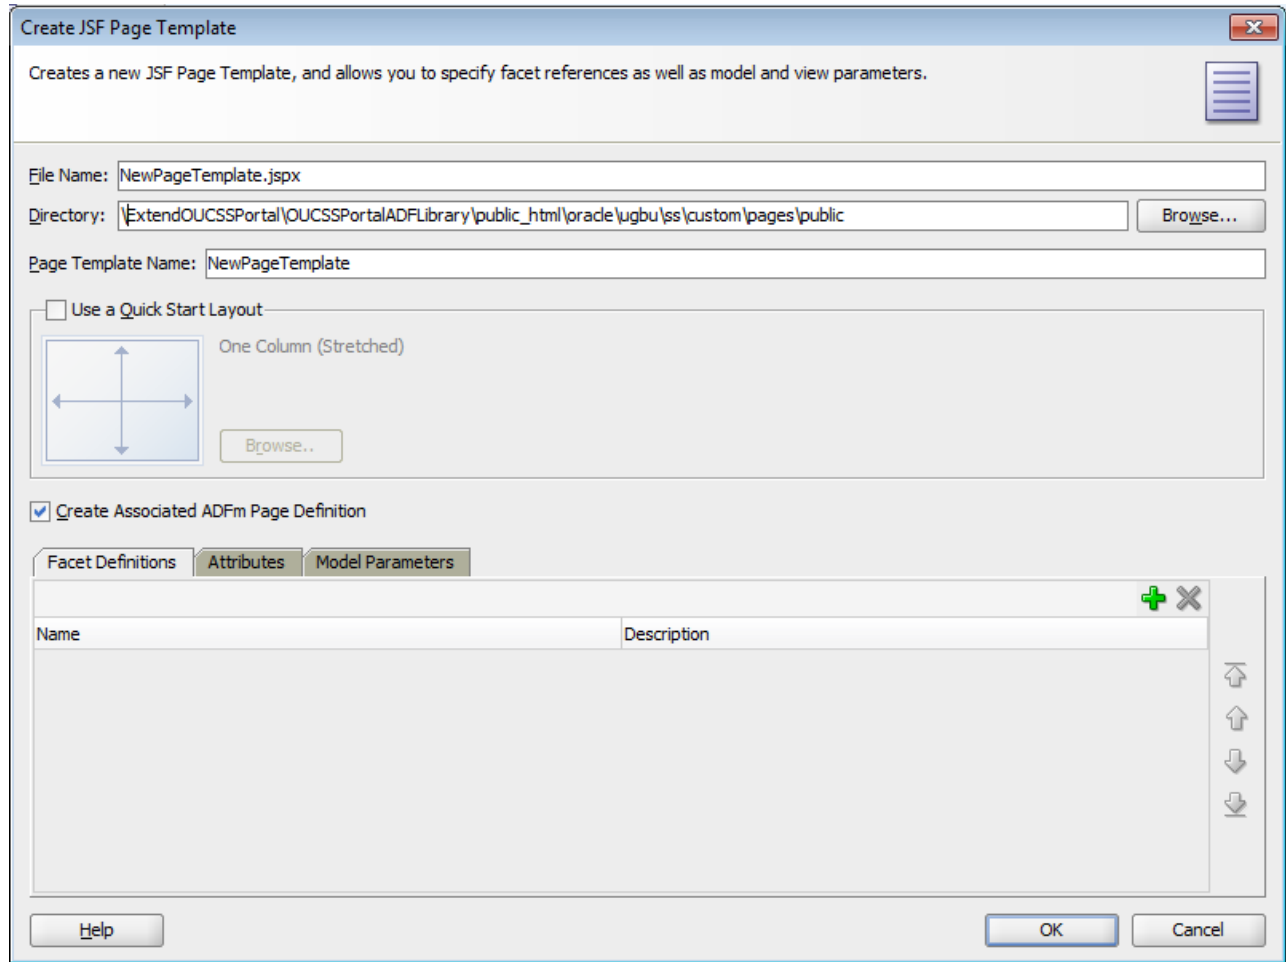 Create JSF Page Template
Creates a new JSF Page Template, and allows you to specify facet references as well as model and view parameters.
File Name: NewPageTemplate.jspx
Directory: \ExtendOUCSSPortal\OUCSSPortalADFLibrary\public_html\oracle\ugbu\ss\custom\pages\public Browse...
Page Template Name: NewPageTemplate
Use a Quick Start Layout
One Column (Stretched)
Browse..
Create Associated ADFm Page Definition
Facet Definitions Attributes Model Parameters
Name Description
Help OK Cancel